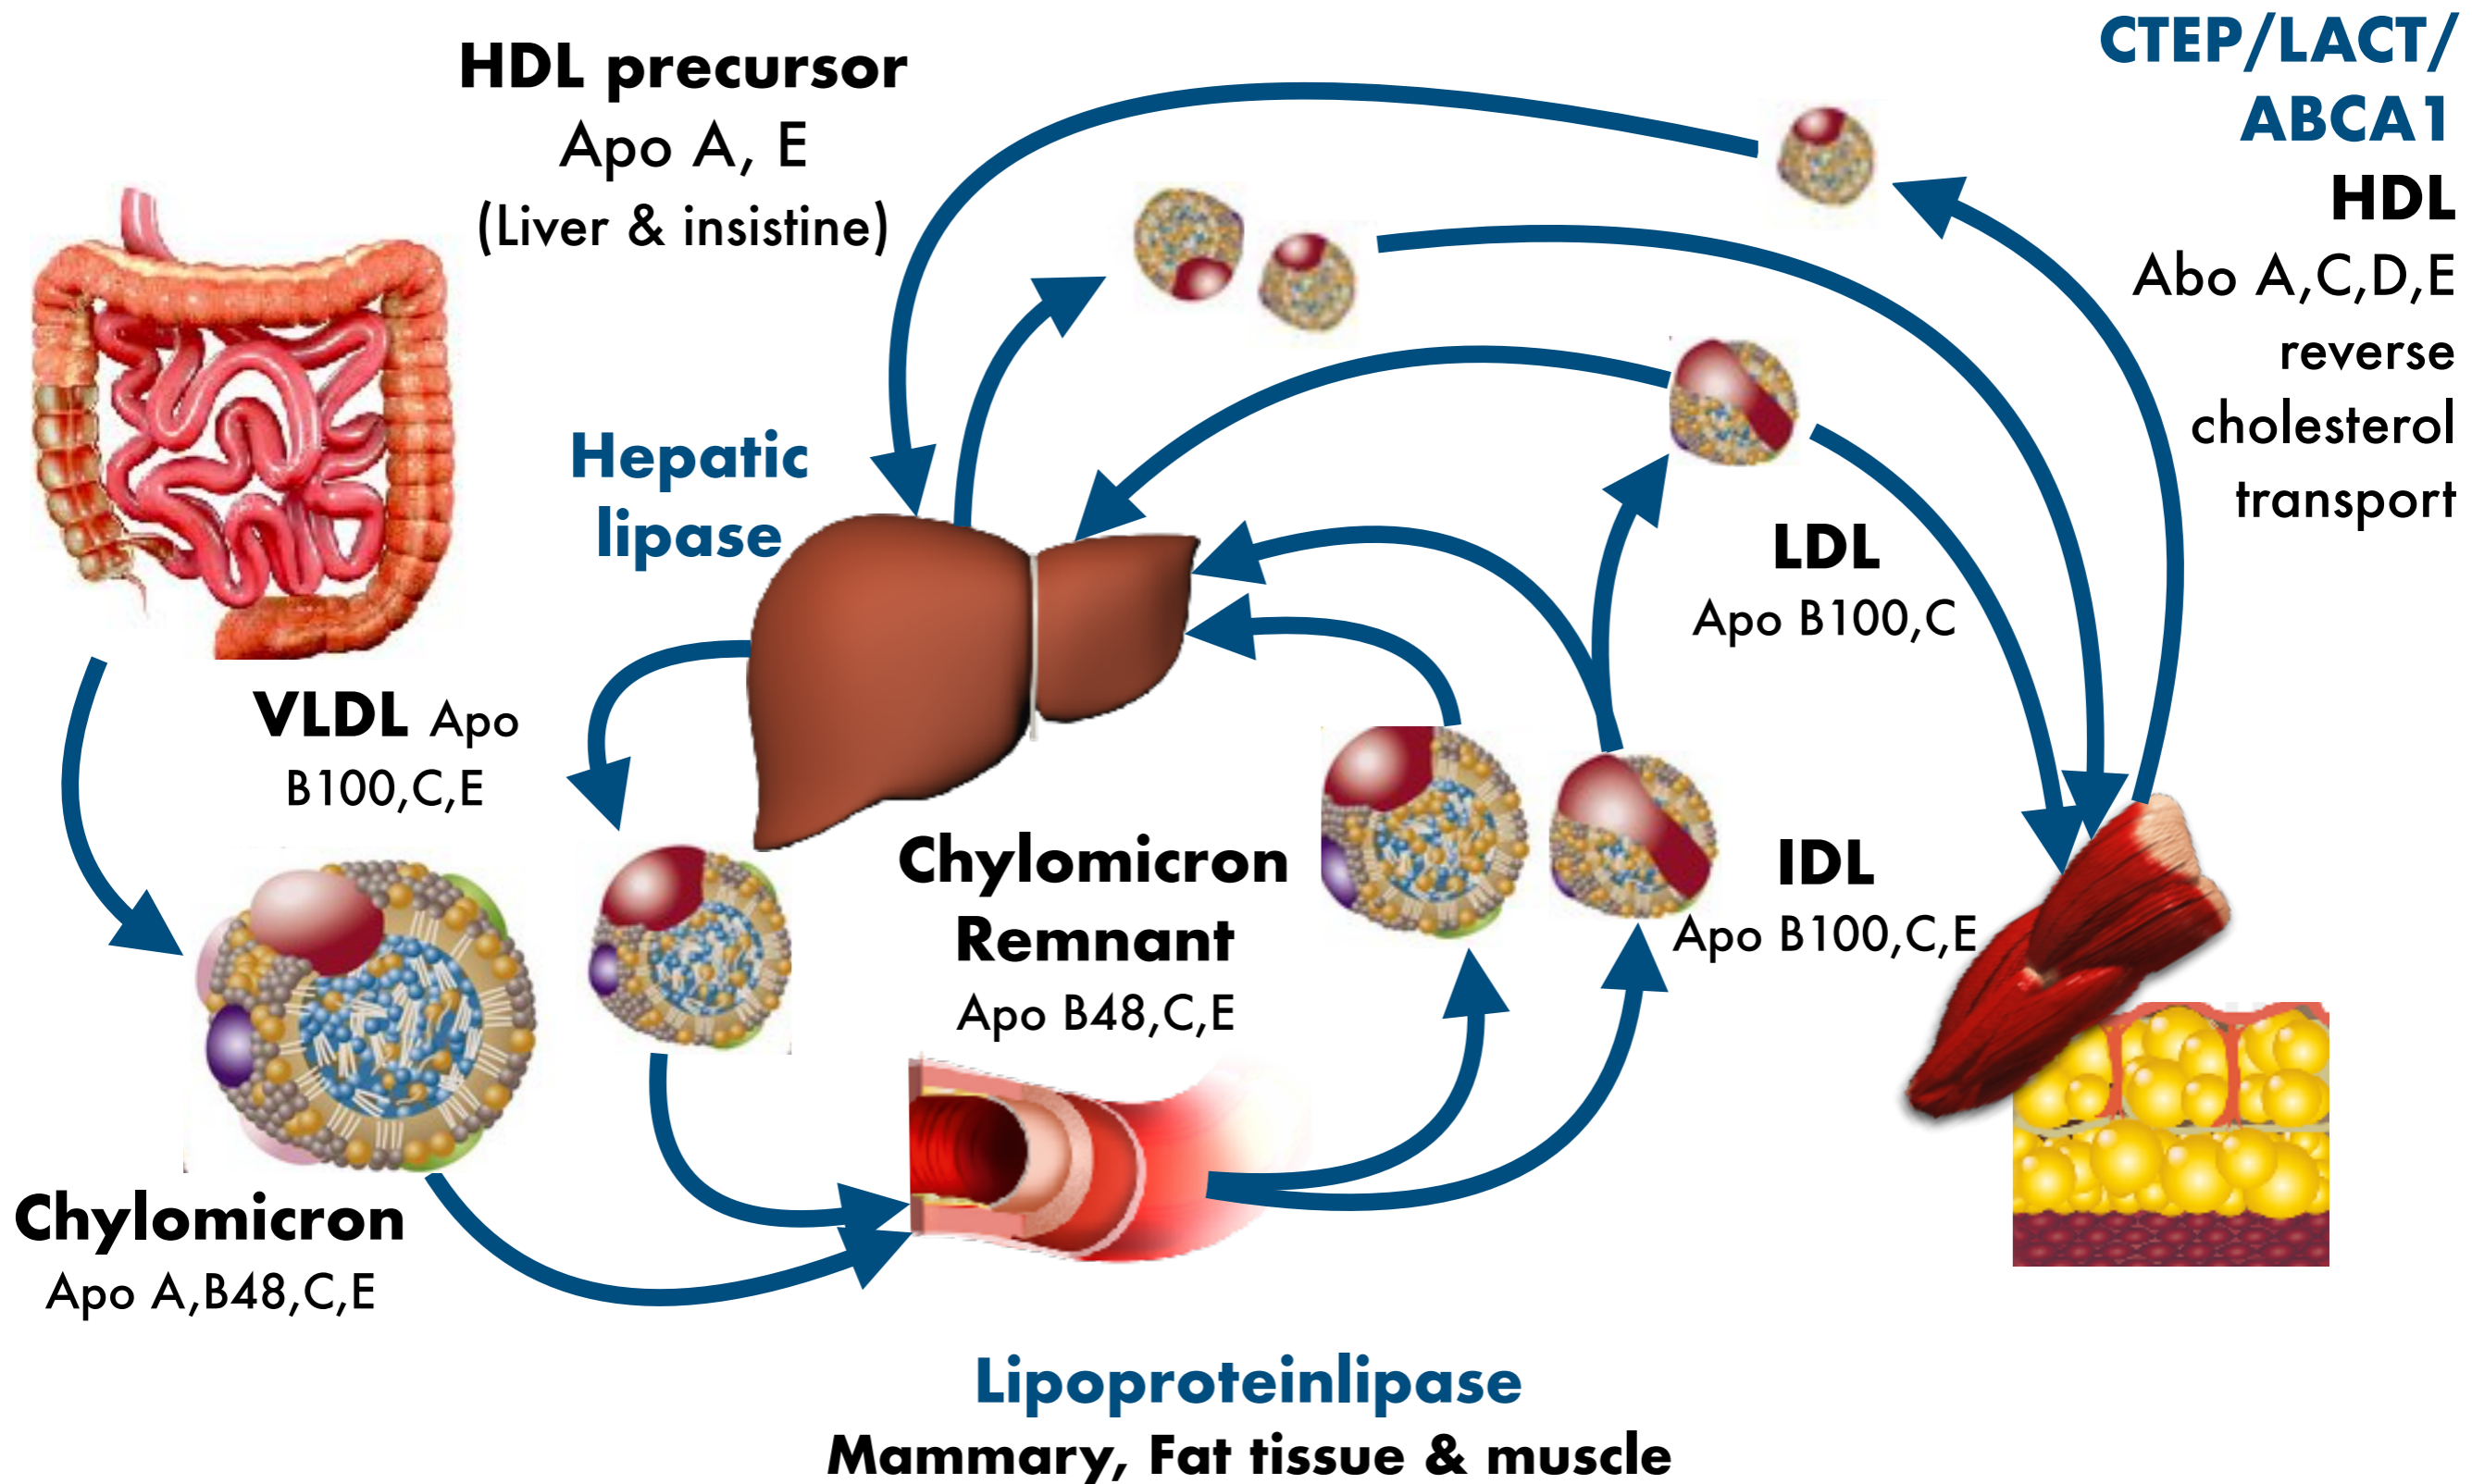 HDL precursor
Apo A, E
(Liver & insistine)
CTEP/LACT/
ABCA1
HDL
Abo A,C,D,E
reverse
cholesterol
transport
Hepatic
lipase
LDL
Apo B100,C
VLDL Apo
B100,C,E
Chylomicron
Remnant
Apo B48,C,E
IDL
Apo B100,C,E
Chylomicron
Apo A,B48,C,E
Lipoproteinlipase
Mammary, Fat tissue & muscle